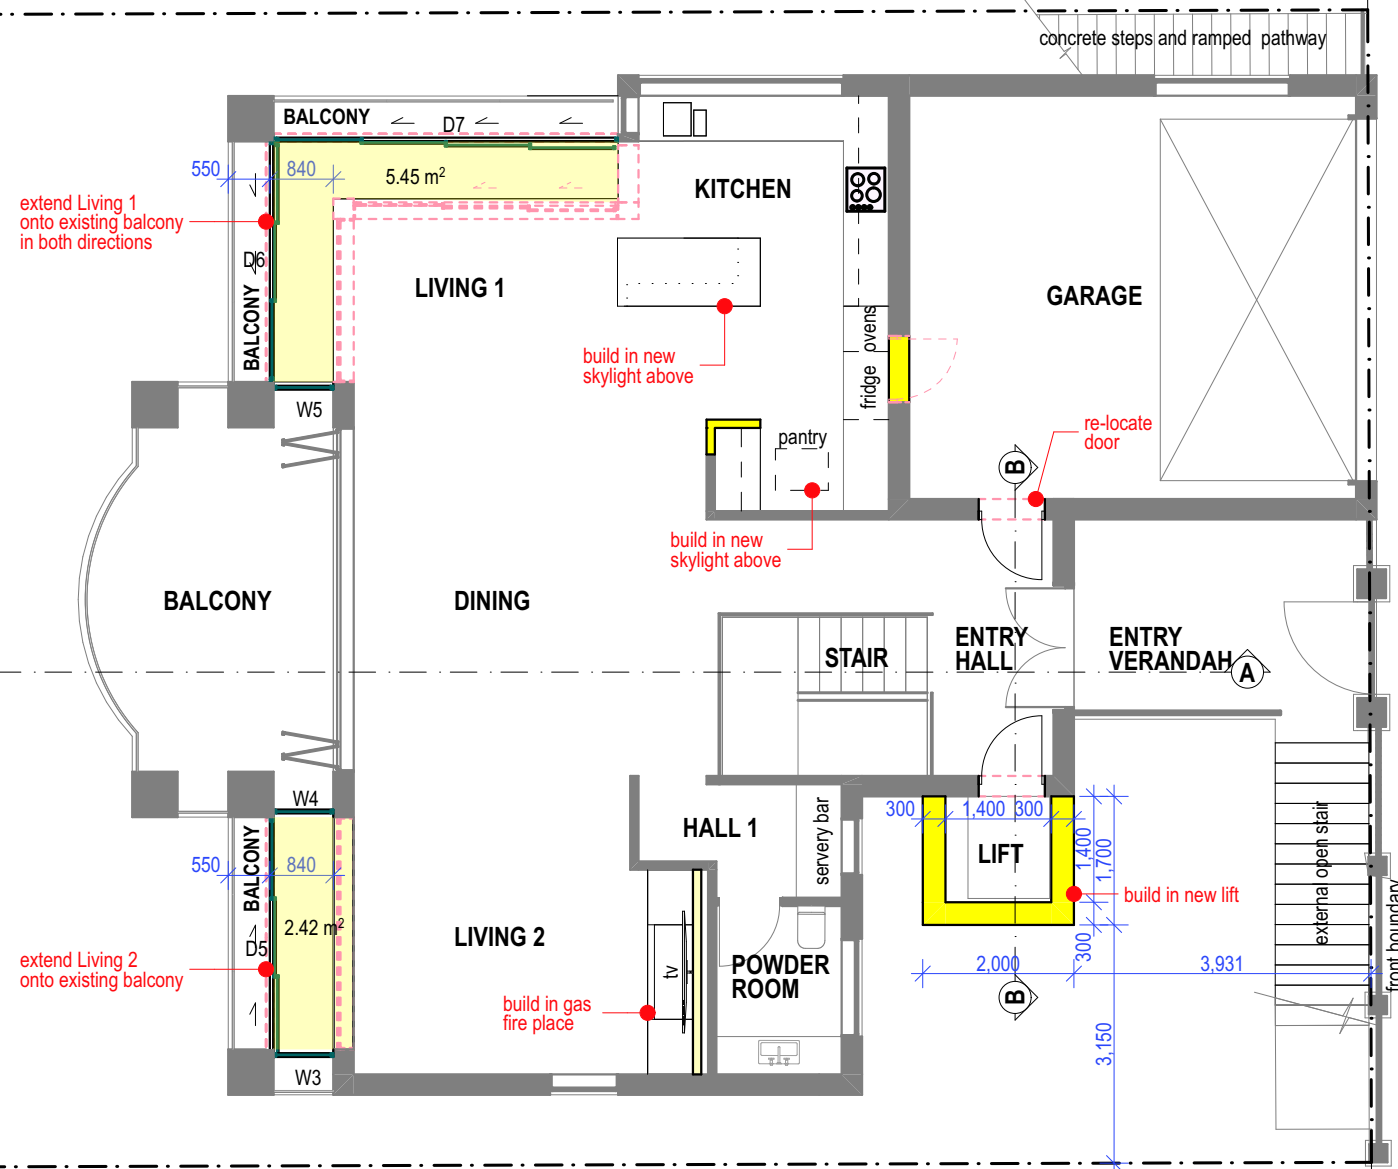 concrete steps and ramped pathway
BALCONY
D7
550
840
5.45 m²
KITCHEN
extend Living 1
onto existing balcony
in both directions
D6
BALCONY
LIVING 1
GARAGE
build in new
skylight above
ovens
fridge
W5
pantry
re-locate
door
B
build in new
skylight above
BALCONY
DINING
STAIR
ENTRY
HALL
ENTRY
VERANDAH
A
W4
HALL 1
servery bar
300
1,400
300
LIFT
1,400
1,700
build in new lift
external open stair
front boundary
550
840
BALCONY
2.42 m²
D5
extend Living 2
onto existing balcony
LIVING 2
tv
POWDER
ROOM
build in gas
fire place
300
2,000
3,931
B
3,150
W3